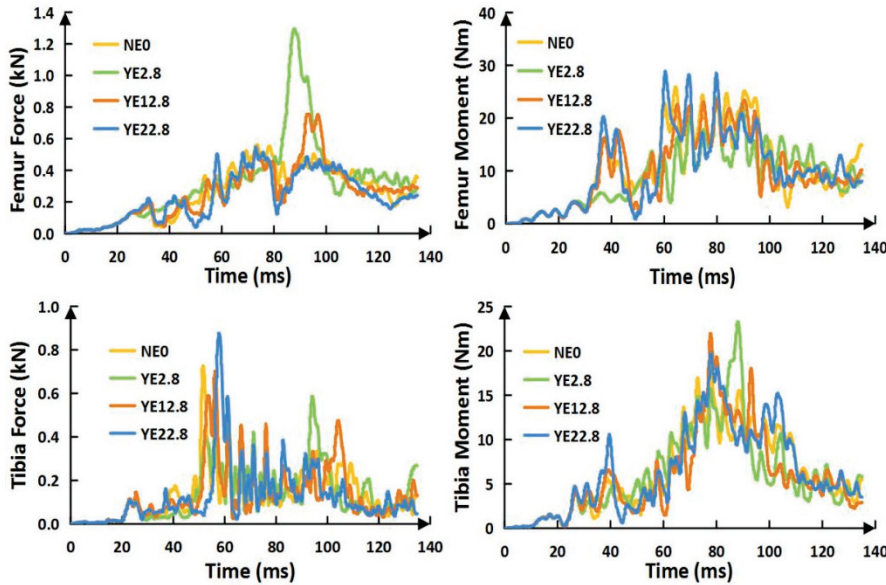 Femur Force (kN)
1.4
1.2
1.0
0.8
0.6
0.4
0.2
0.0
NE0
YE2.8
YE12.8
YE22.8
0 20 40 60 80 100 120 140
Time (ms)
Femur Moment (Nm)
40
30
20
10
0
NE0
YE2.8
YE12.8
YE22.8
0 20 40 60 80 100 120 140
Time (ms)
Tibia Force (kN)
1.0
0.8
0.6
0.4
0.2
0.0
NE0
YE2.8
YE12.8
YE22.8
0 20 40 60 80 100 120 140
Time (ms)
Tibia Moment (Nm)
25
20
15
10
5
0
NE0
YE2.8
YE12.8
YE22.8
0 20 40 60 80 100 120 140
Time (ms)